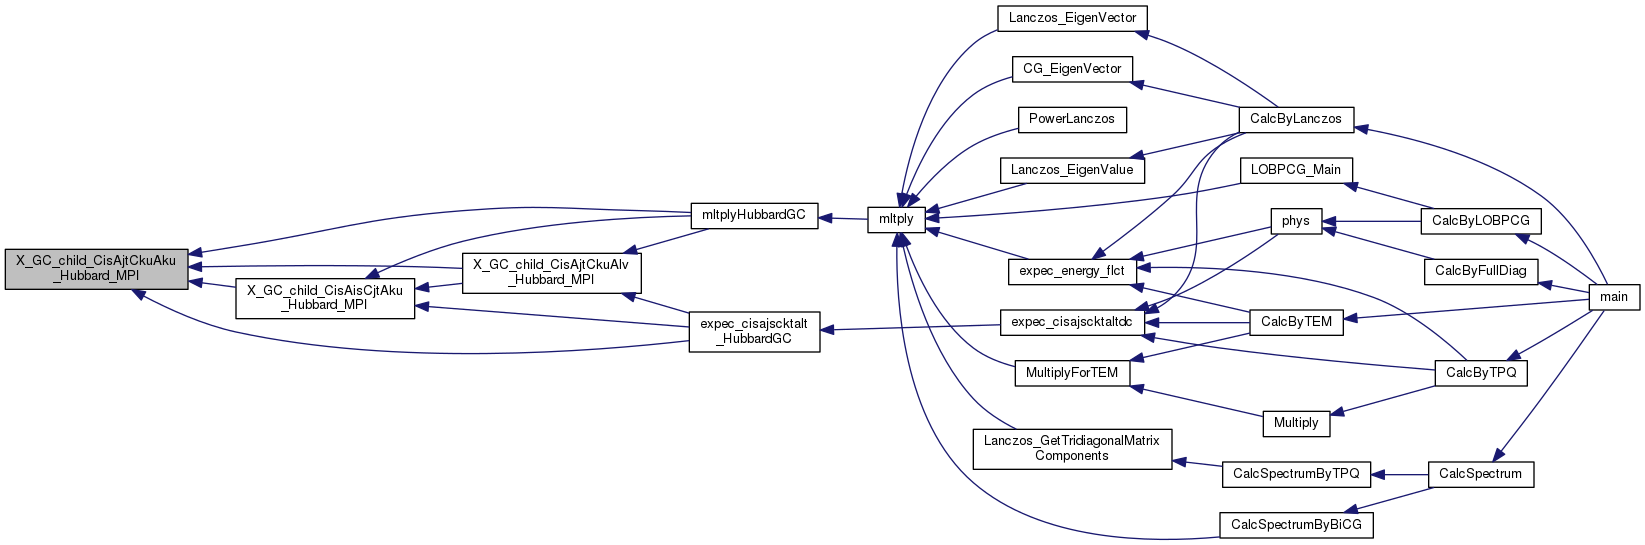 X_GC_child_CisAjtCkuAku
_Hubbard_MPI
X_GC_child_CisAisCjtAku
_Hubbard_MPI
X_GC_child_CisAjtCkuAlv
_Hubbard_MPI
mltplyHubbardGC
expec_cisajscktalt
_HubbardGC
mltply
Lanczos_EigenVector
CG_EigenVector
PowerLanczos
Lanczos_EigenValue
expec_energy_flct
expec_cisajscktaltdc
MultiplyForTEM
Lanczos_GetTridiagonalMatrix
Components
CalcByLanczos
LOBPCG_Main
phys
CalcByTEM
Multiply
CalcSpectrumByTPQ
CalcSpectrumByBiCG
CalcByLOBPCG
CalcByFullDiag
CalcByTPQ
CalcSpectrum
main